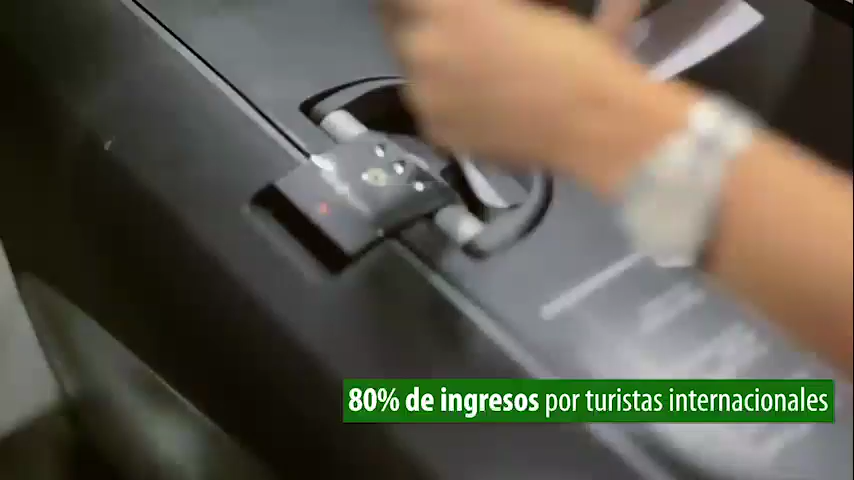 80% de ingresos por turistas internacionales